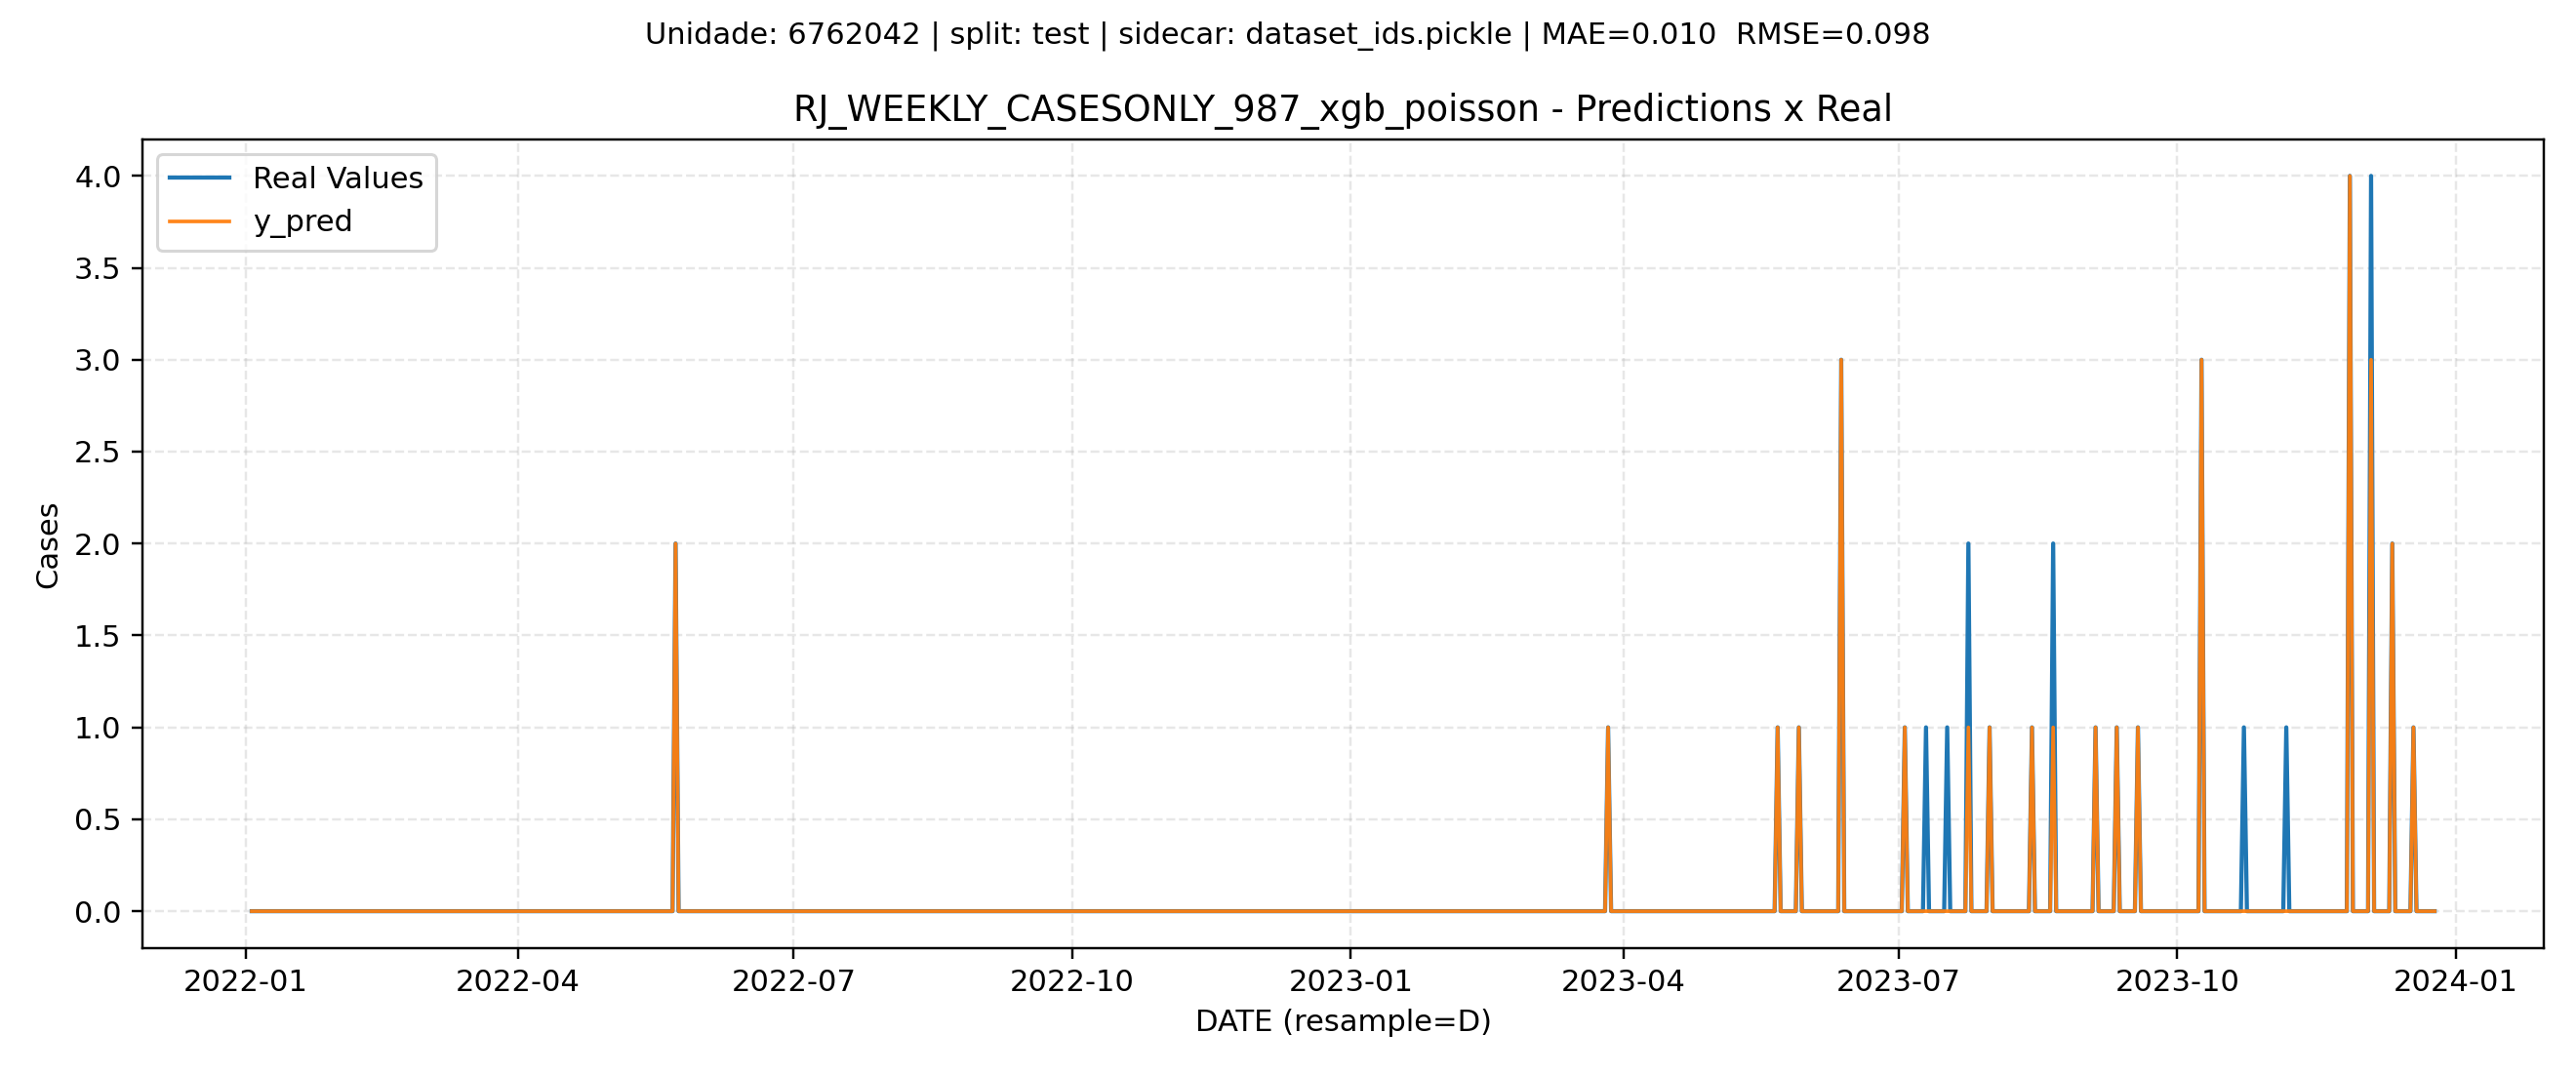 Unidade: 6762042 | split: test | sidecar: dataset_ids.pickle | MAE=0.010  RMSE=0.098
RJ_WEEKLY_CASESONLY_987_xgb_poisson - Predictions x Real
Real Values
y_pred
4.0
3.5
3.0
2.5
2.0
1.5
1.0
0.5
0.0
Cases
2022-01 2022-04 2022-07 2022-10 2023-01 2023-04 2023-07 2023-10 2024-01
DATE (resample=D)